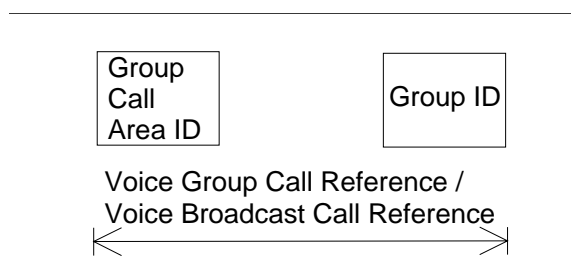 Group
Call
Area ID
Group ID
Voice Group Call Reference /
Voice Broadcast Call Reference